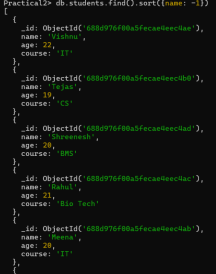 Practical2> db.students.find().sort({name: -1})
[
  {
    _id: ObjectId('688d976f00a5fecae4eec4ae'),
    name: 'Vishnu',
    age: 22,
    course: 'IT'
  },
  {
    _id: ObjectId('688d976f00a5fecae4eec4b0'),
    name: 'Tejas',
    age: 19,
    course: 'CS'
  },
  {
    _id: ObjectId('688d976f00a5fecae4eec4ad'),
    name: 'Shreenesh',
    age: 20,
    course: 'BMS'
  },
  {
    _id: ObjectId('688d976f00a5fecae4eec4ac'),
    name: 'Rahul',
    age: 21,
    course: 'Bio Tech'
  },
  {
    _id: ObjectId('688d976f00a5fecae4eec4ab'),
    name: 'Meena',
    age: 20,
    course: 'IT'
  },
  {